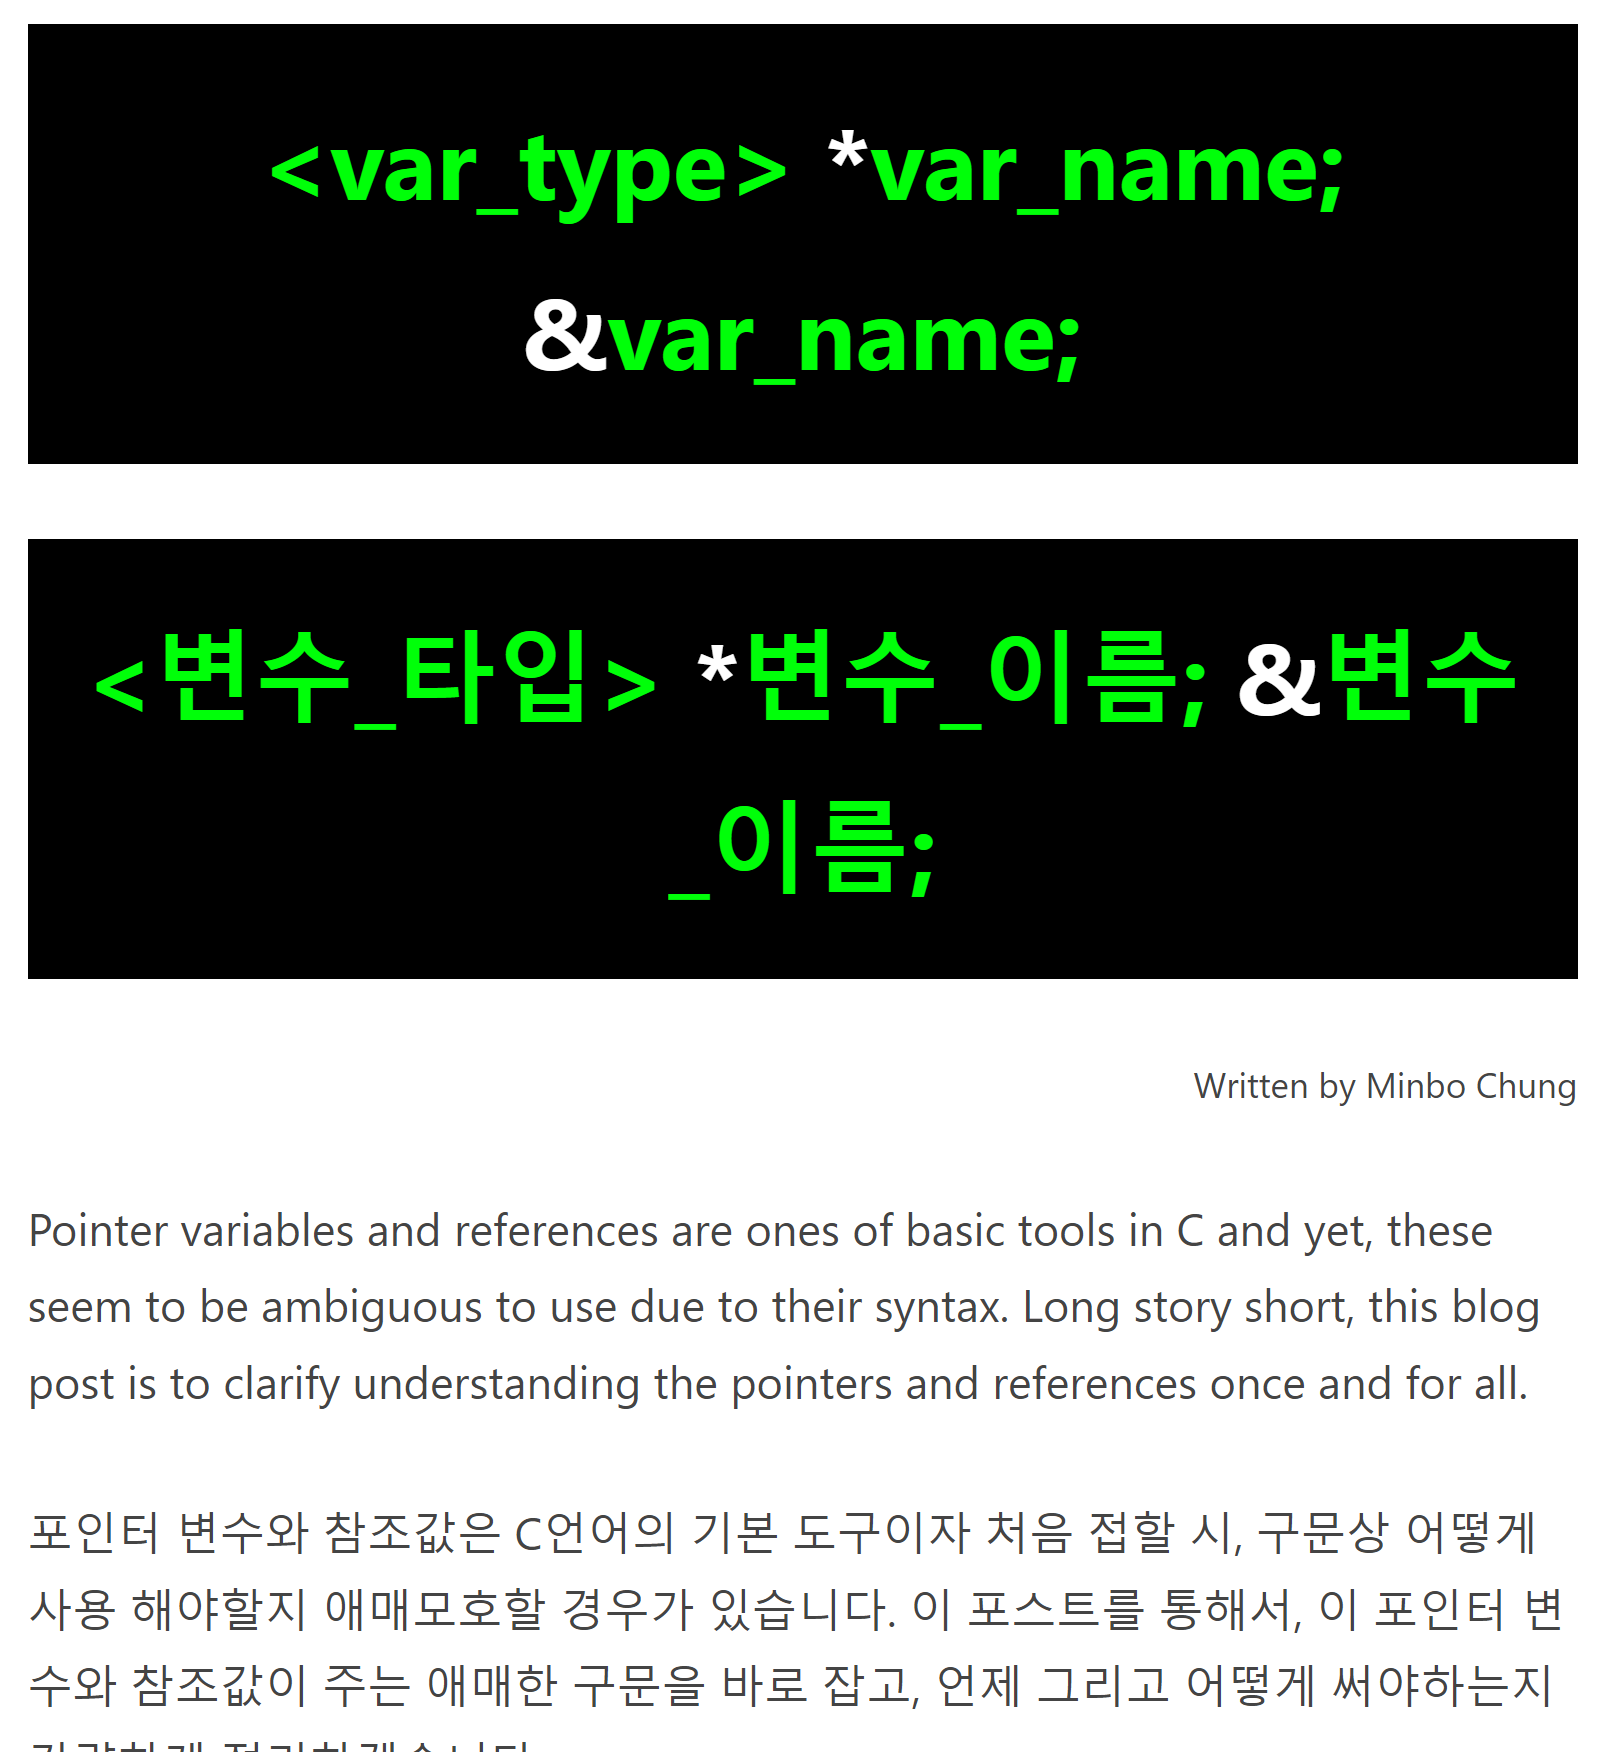 <var_type> *var_name;
&var_name;
<변수_타입> *변수_이름; &변수
_이름;
Written by Minbo Chung
Pointer variables and references are ones of basic tools in C and yet, these
seem to be ambiguous to use due to their syntax. Long story short, this blog
post is to clarify understanding the pointers and references once and for all.
포인터 변수와 참조값은 C언어의 기본 도구이자 처음 접할 시, 구문상 어떻게
사용 해야할지 애매모호할 경우가 있습니다. 이 포스트를 통해서, 이 포인터 변
수와 참조값이 주는 애매한 구문을 바로 잡고, 언제 그리고 어떻게 써야하는지